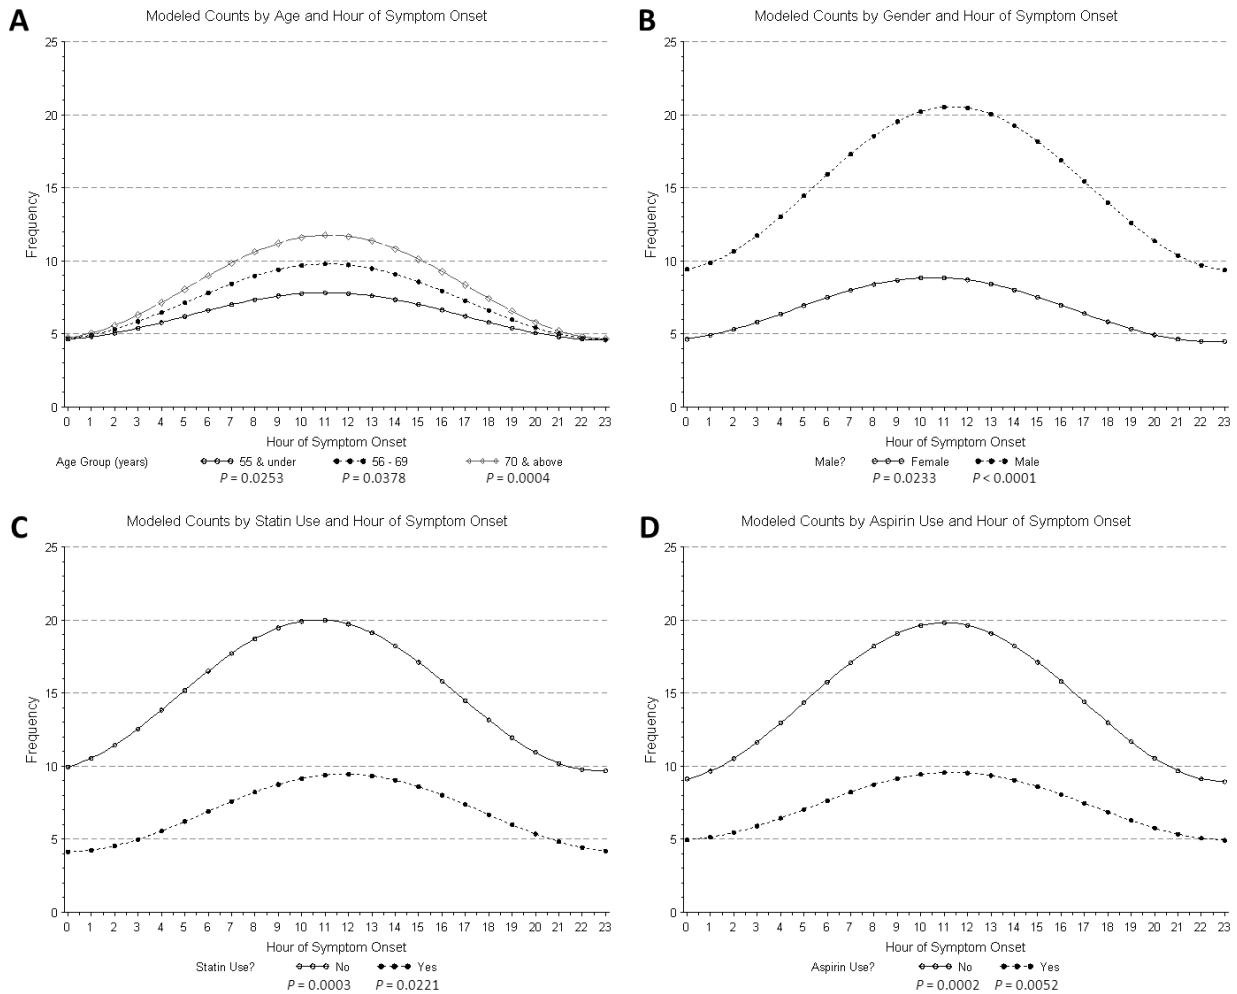 A
Modeled Counts by Age and Hour of Symptom Onset
25
20
15
10
5
0
Frequency
0 1 2 3 4 5 6 7 8 9 10 11 12 13 14 15 16 17 18 19 20 21 22 23
Hour of Symptom Onset
Age Group (years) 55 & under 56 - 69 70 & above
P = 0.0253 P = 0.0378 P = 0.0004
B
Modeled Counts by Gender and Hour of Symptom Onset
25
20
15
10
5
0
Frequency
0 1 2 3 4 5 6 7 8 9 10 11 12 13 14 15 16 17 18 19 20 21 22 23
Hour of Symptom Onset
Male? Female Male
P = 0.0233 P < 0.0001
C
Modeled Counts by Statin Use and Hour of Symptom Onset
25
20
15
10
5
0
Frequency
0 1 2 3 4 5 6 7 8 9 10 11 12 13 14 15 16 17 18 19 20 21 22 23
Hour of Symptom Onset
Statin Use? No Yes
P = 0.0003 P = 0.0221
D
Modeled Counts by Aspirin Use and Hour of Symptom Onset
25
20
15
10
5
0
Frequency
0 1 2 3 4 5 6 7 8 9 10 11 12 13 14 15 16 17 18 19 20 21 22 23
Hour of Symptom Onset
Aspirin Use? No Yes
P = 0.0002 P = 0.0052